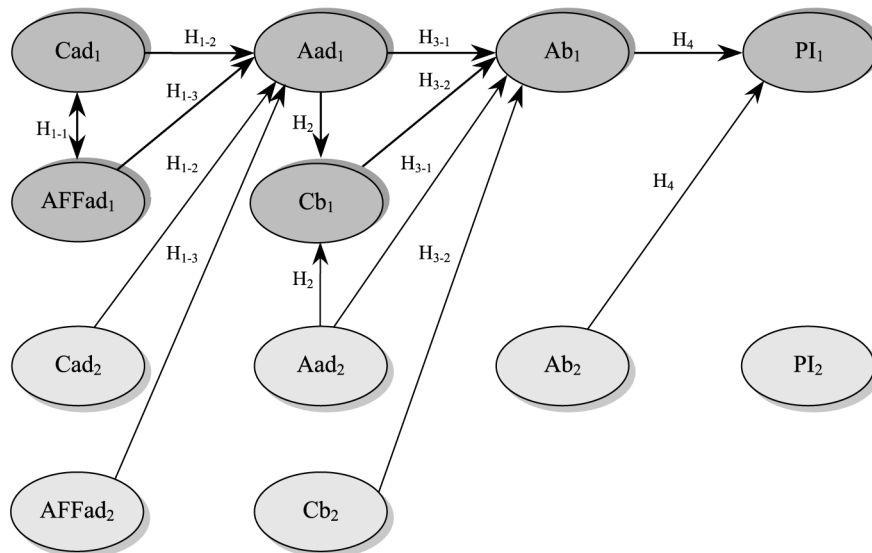 Cad₁ H₁₋₂ Aad₁ H₃₋₁ Ab₁ H₄ PI₁
H₁₋₃ H₃₋₂
H₁₋₁ H₂
H₁₋₂ H₃₋₁
AFFad₁ Cb₁ H₄
H₁₋₃ H₂ H₃₋₂
Cad₂ Aad₂ Ab₂ PI₂
AFFad₂ Cb₂